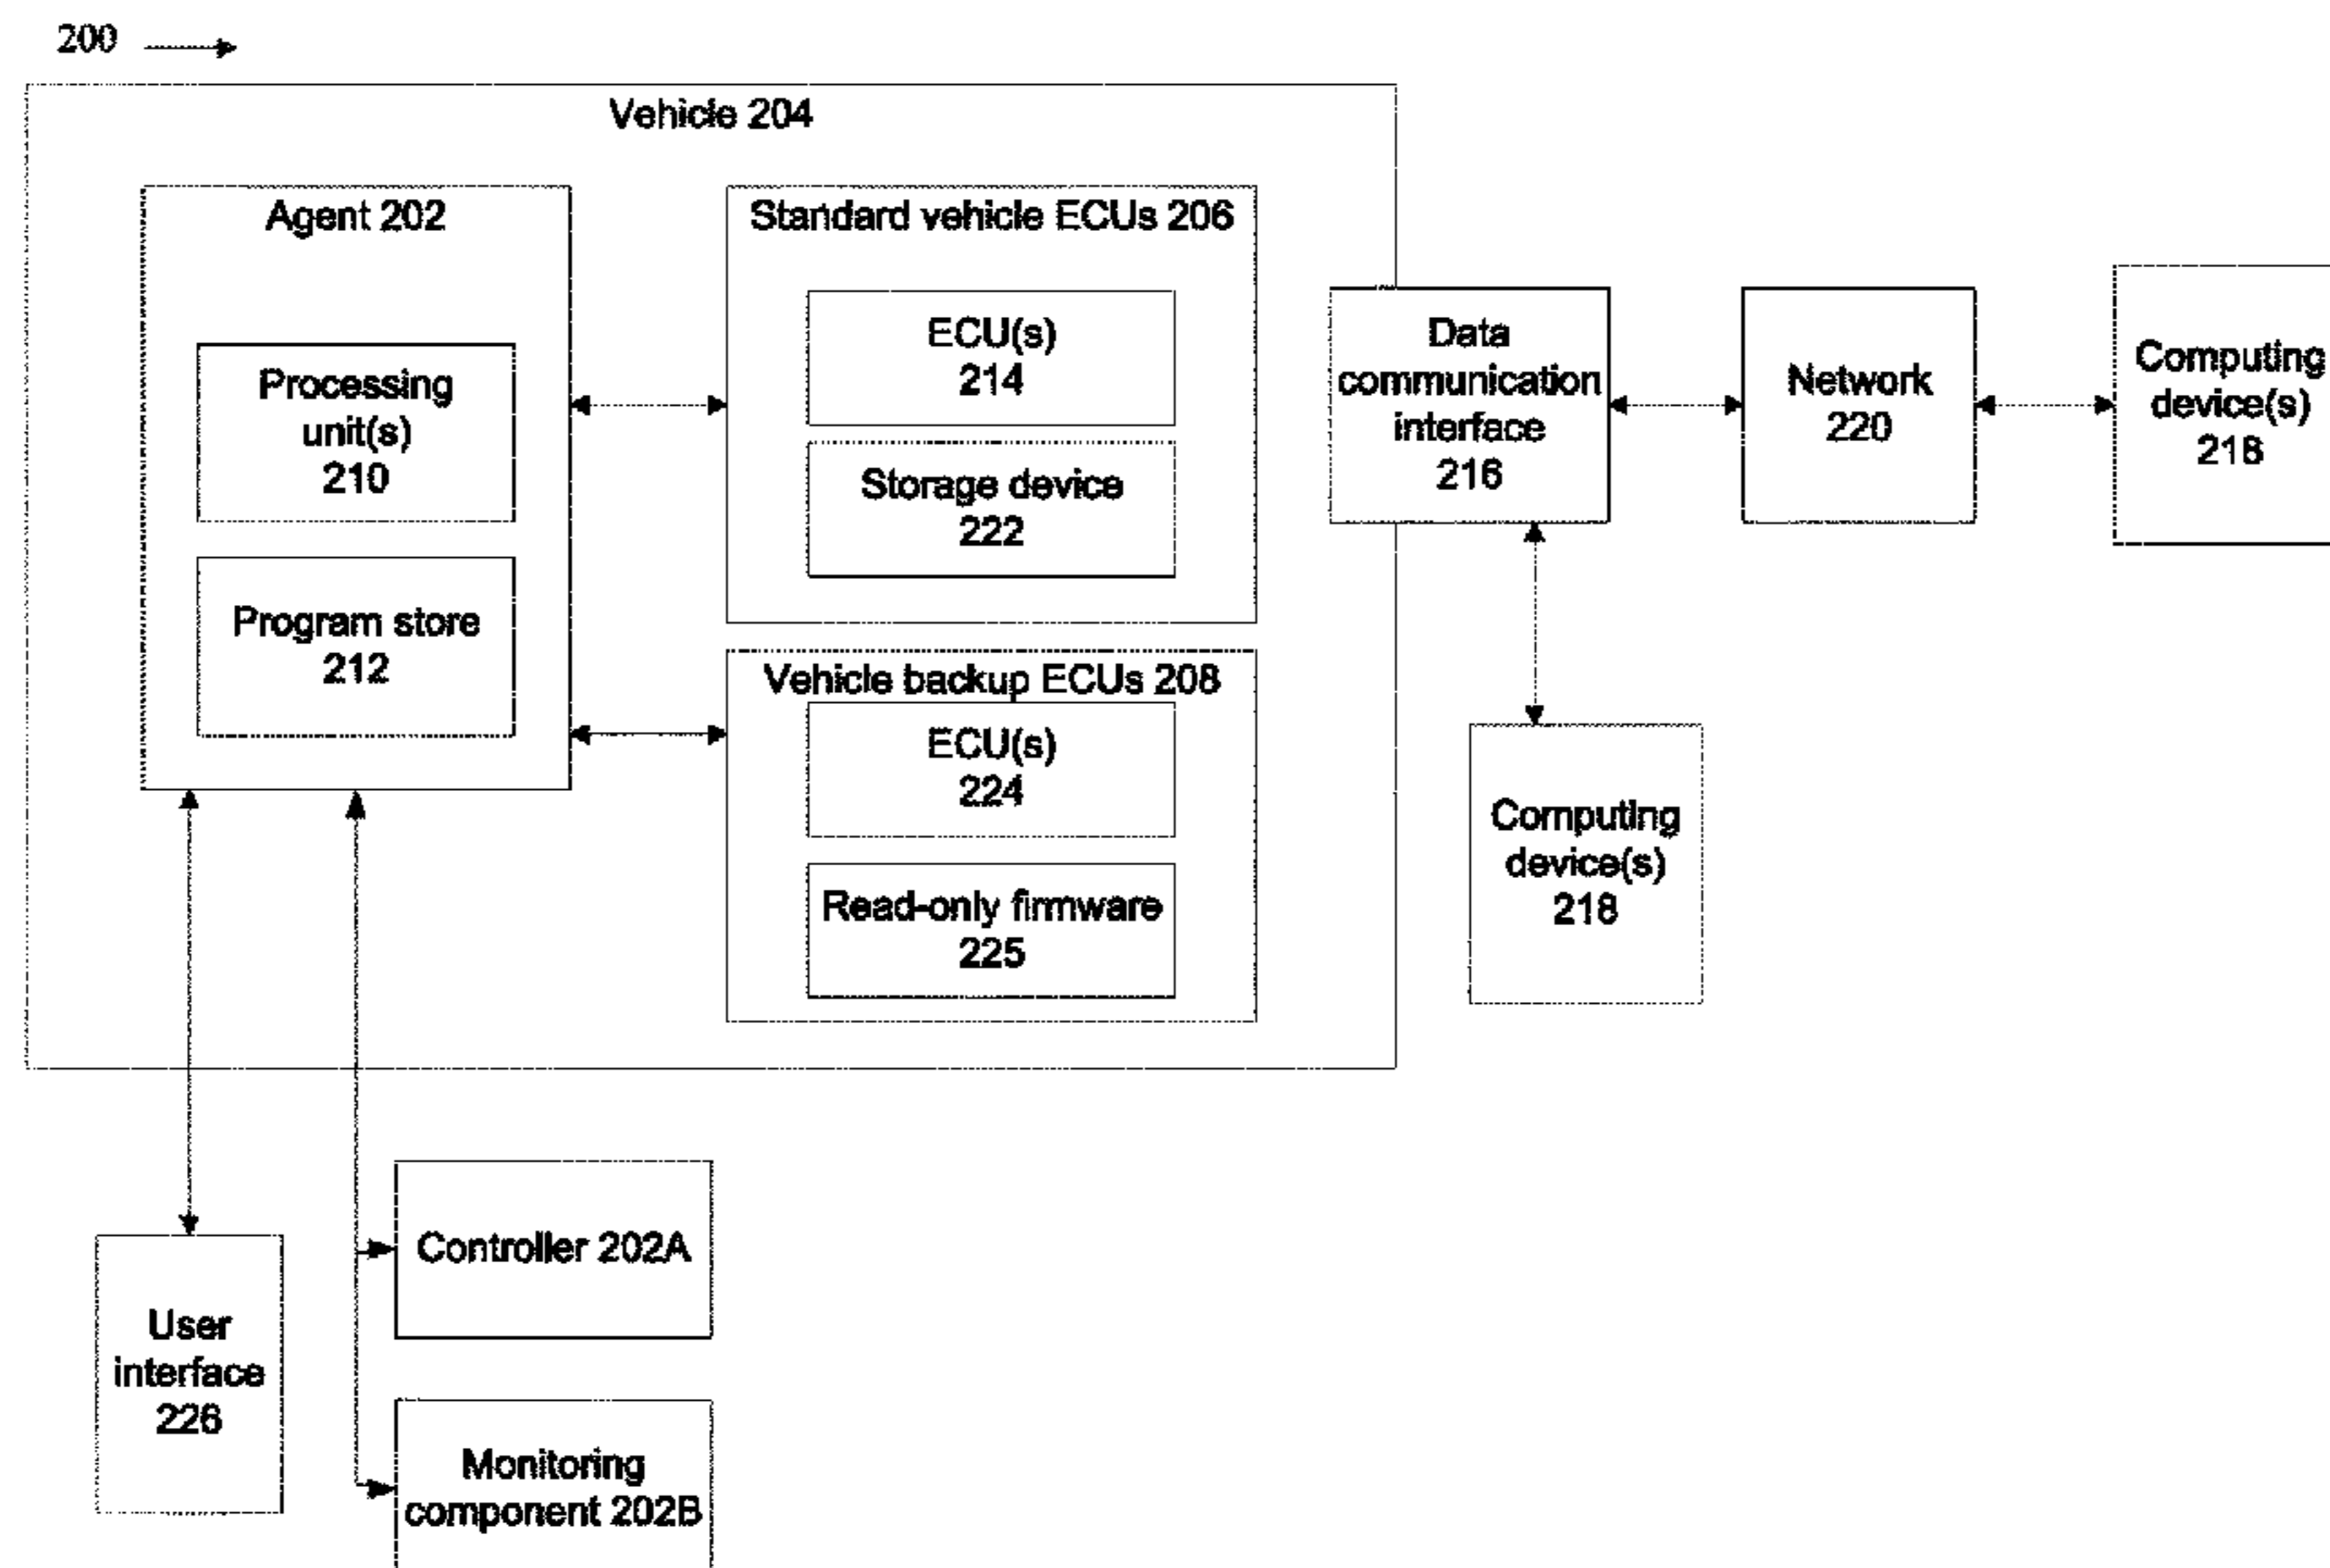 200
Vehicle 204
Agent 202
Processing
unit(s)
210
Program store
212
Standard vehicle ECUs 206
ECU(s)
214
Storage device
222
Vehicle backup ECUs 208
ECU(s)
224
Read-only firmware
225
Data
communication
interface
216
Network
220
Computing
device(s)
218
Computing
device(s)
218
User
interface
226
Controller 202A
Monitoring
component 202B